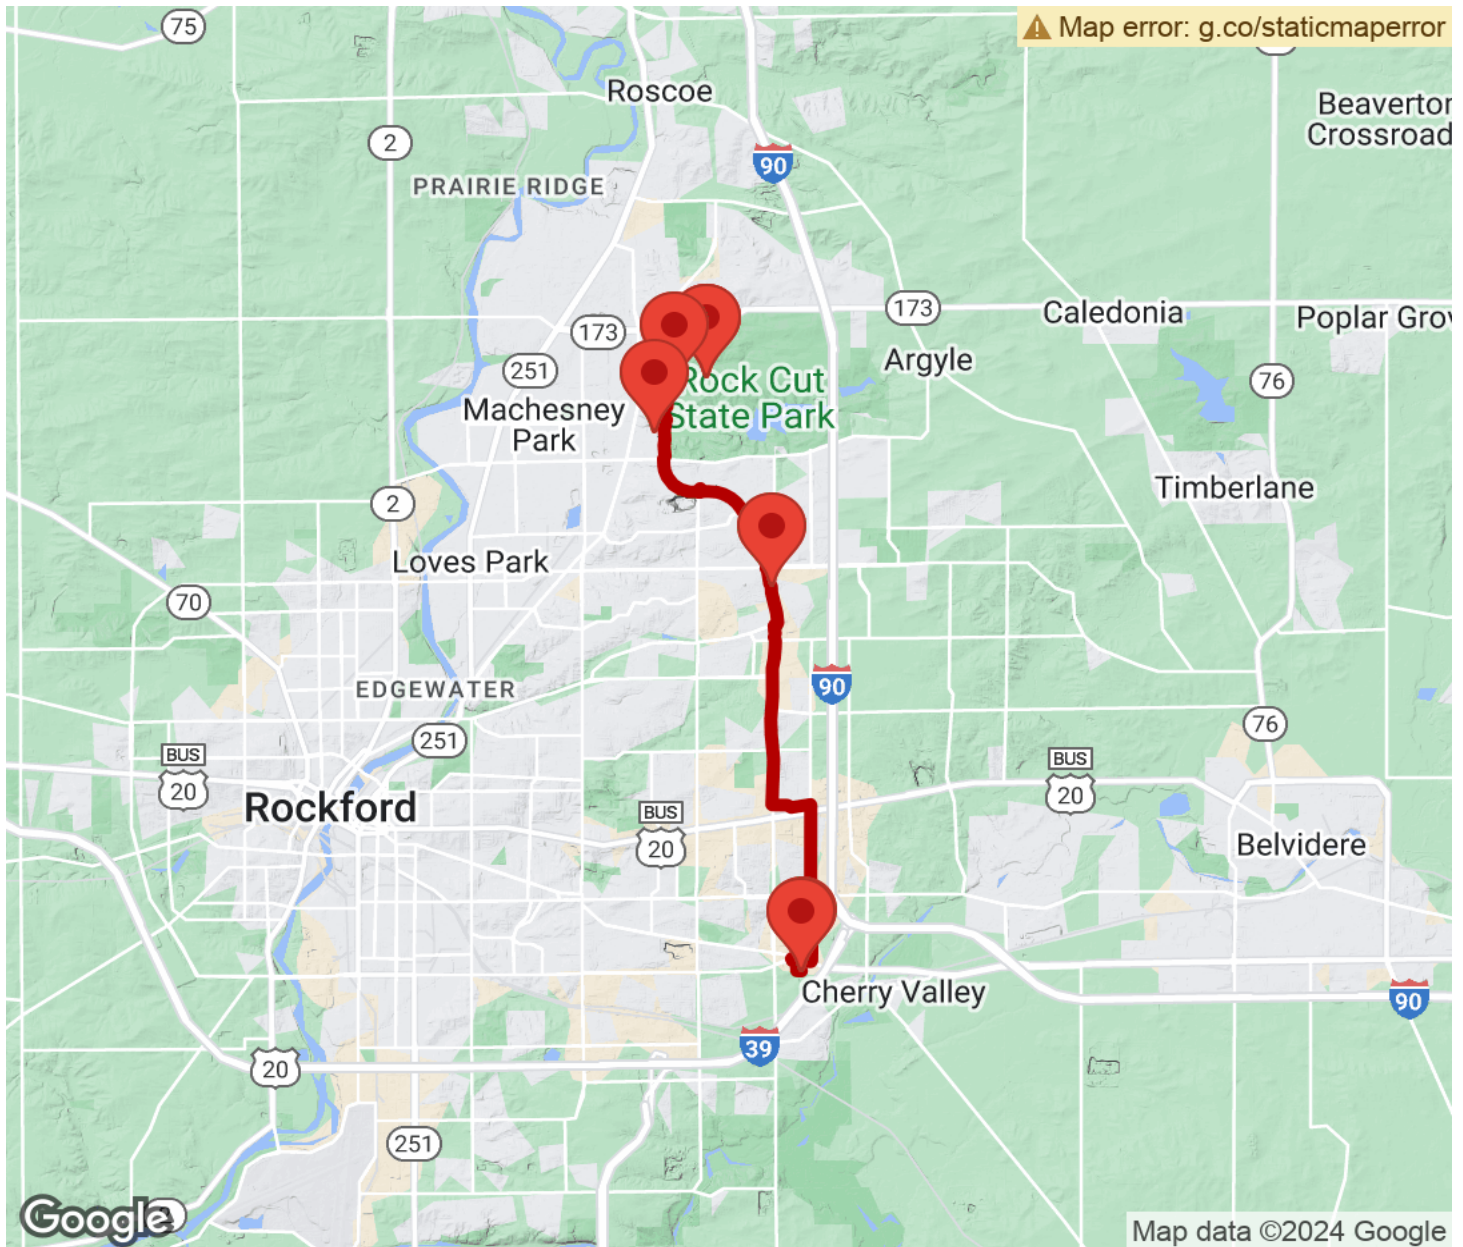 75
Map error: g.co/staticmaperror
Roscoe
Beaverton
Crossroad
2
90
PRAIRIE RIDGE
173
Caledonia
Poplar Grov
173
251
Argyle
76
Rock Cut
State Park
Machesney
Park
2
Timberlane
Loves Park
70
EDGEWATER
90
76
251
BUS
20
BUS
20
Rockford
BUS
20
Belvidere
Cherry Valley
90
39
20
251
Google
Map data ©2024 Google